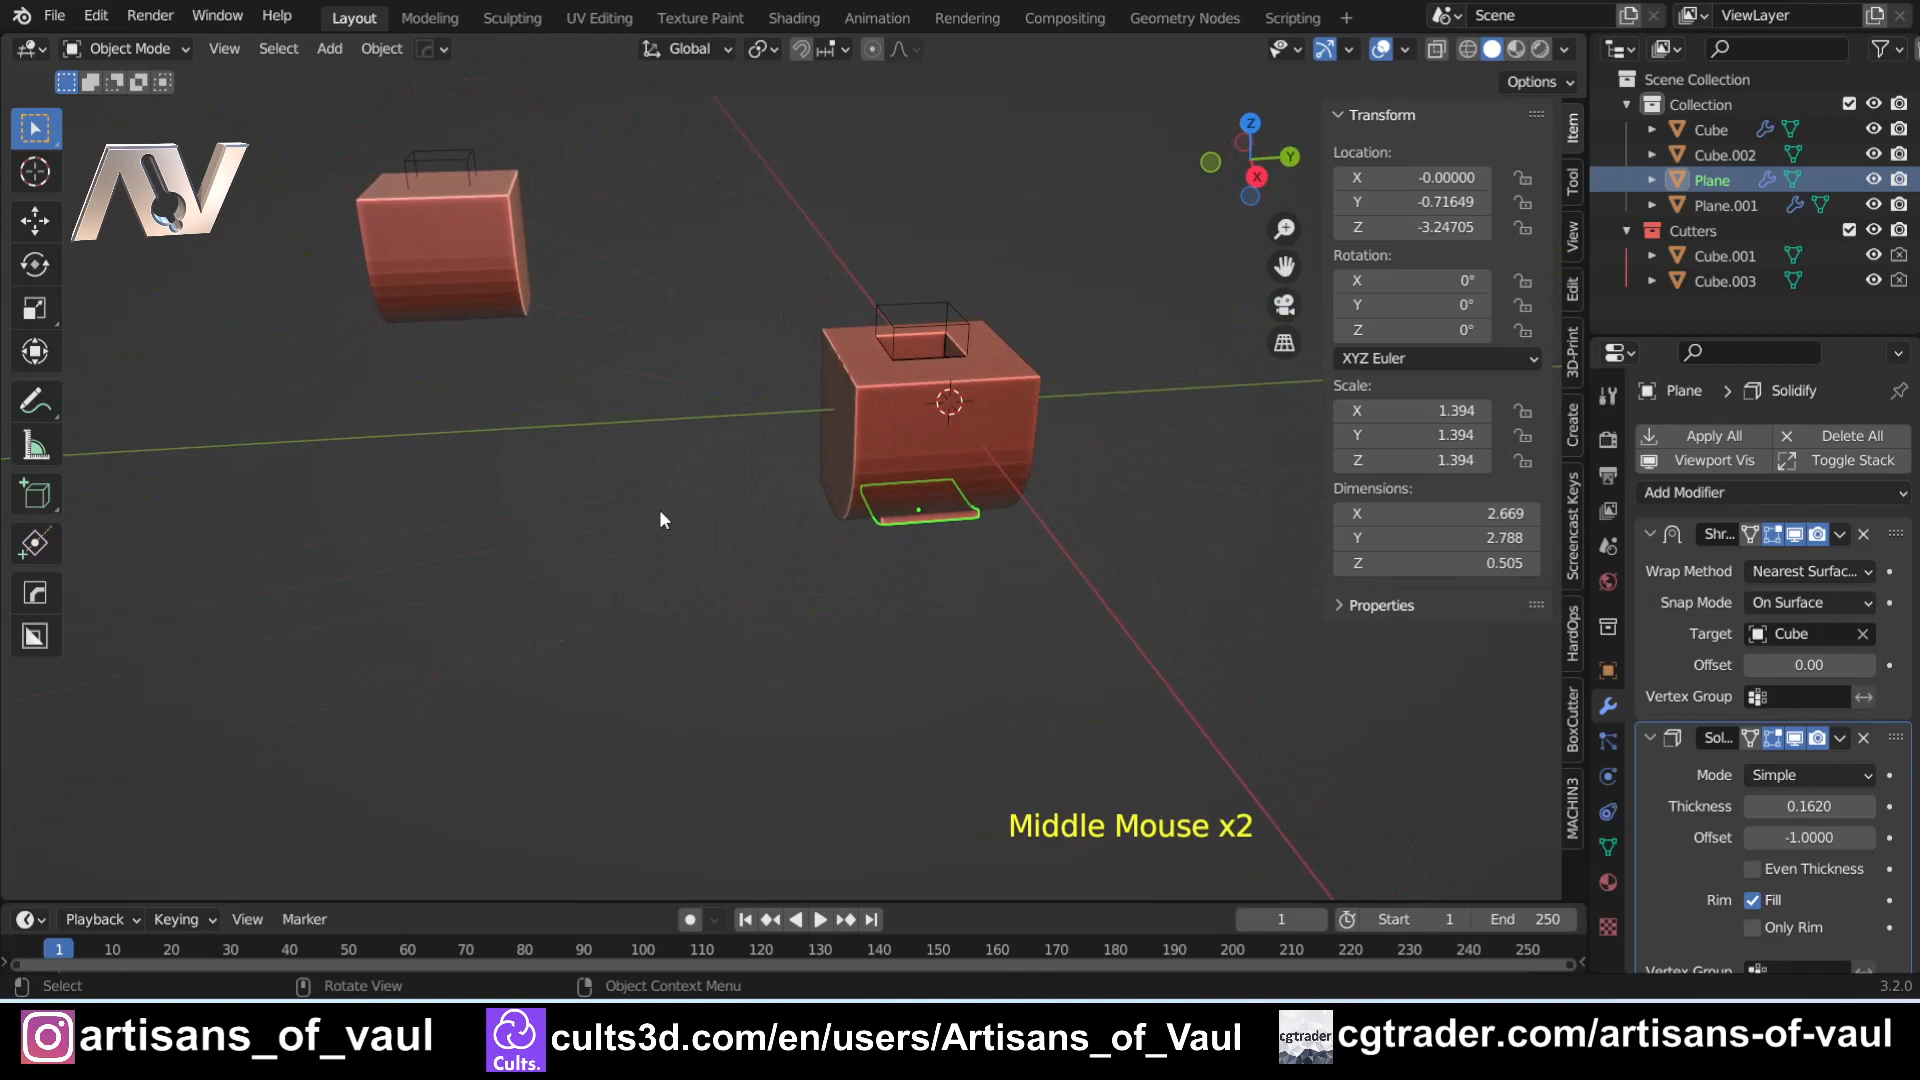 File Edit Render Window Help Layout Modeling Sculpting UV Editing Texture Paint Shading Animation Rendering Compositing Geometry Nodes Scripting + Scene ViewLayer
Object Mode View Select Add Object Global
Options
Scene Collection
Collection
Cube
Cube.002
Plane
Plane.001
Cutters
Cube.001
Cube.003
AV
Z
Y
X
Transform
Location:
X -0.00000
Y -0.71649
Z -3.24705
Rotation:
X 0°
Y 0°
Z 0°
XYZ Euler
Scale:
X 1.394
Y 1.394
Z 1.394
Dimensions:
X 2.669
Y 2.788
Z 0.505
Properties
Item
Tool
View
Edit
3D-Print
Create
Screencast Keys
HardOps
BoxCutter
MACHIN3
Plane > Solidify
Apply All Delete All
Viewport Vis Toggle Stack
Add Modifier
Shr...
Wrap Method Nearest Surfac...
Snap Mode On Surface
Target Cube
Offset 0.00
Vertex Group
Sol...
Mode Simple
Thickness 0.1620
Offset -1.0000
Even Thickness
Rim Fill
Only Rim
Vertex Group
Middle Mouse x2
Playback Keying View Marker 1 Start 1 End 250
1 10 20 30 40 50 60 70 80 90 100 110 120 130 140 150 160 170 180 190 200 210 220 230 240 250
Select Rotate View Object Context Menu 3.2.0
artisans_of_vaul Cults. cults3d.com/en/users/Artisans_of_Vaul cgtrader cgtrader.com/artisans-of-vaul